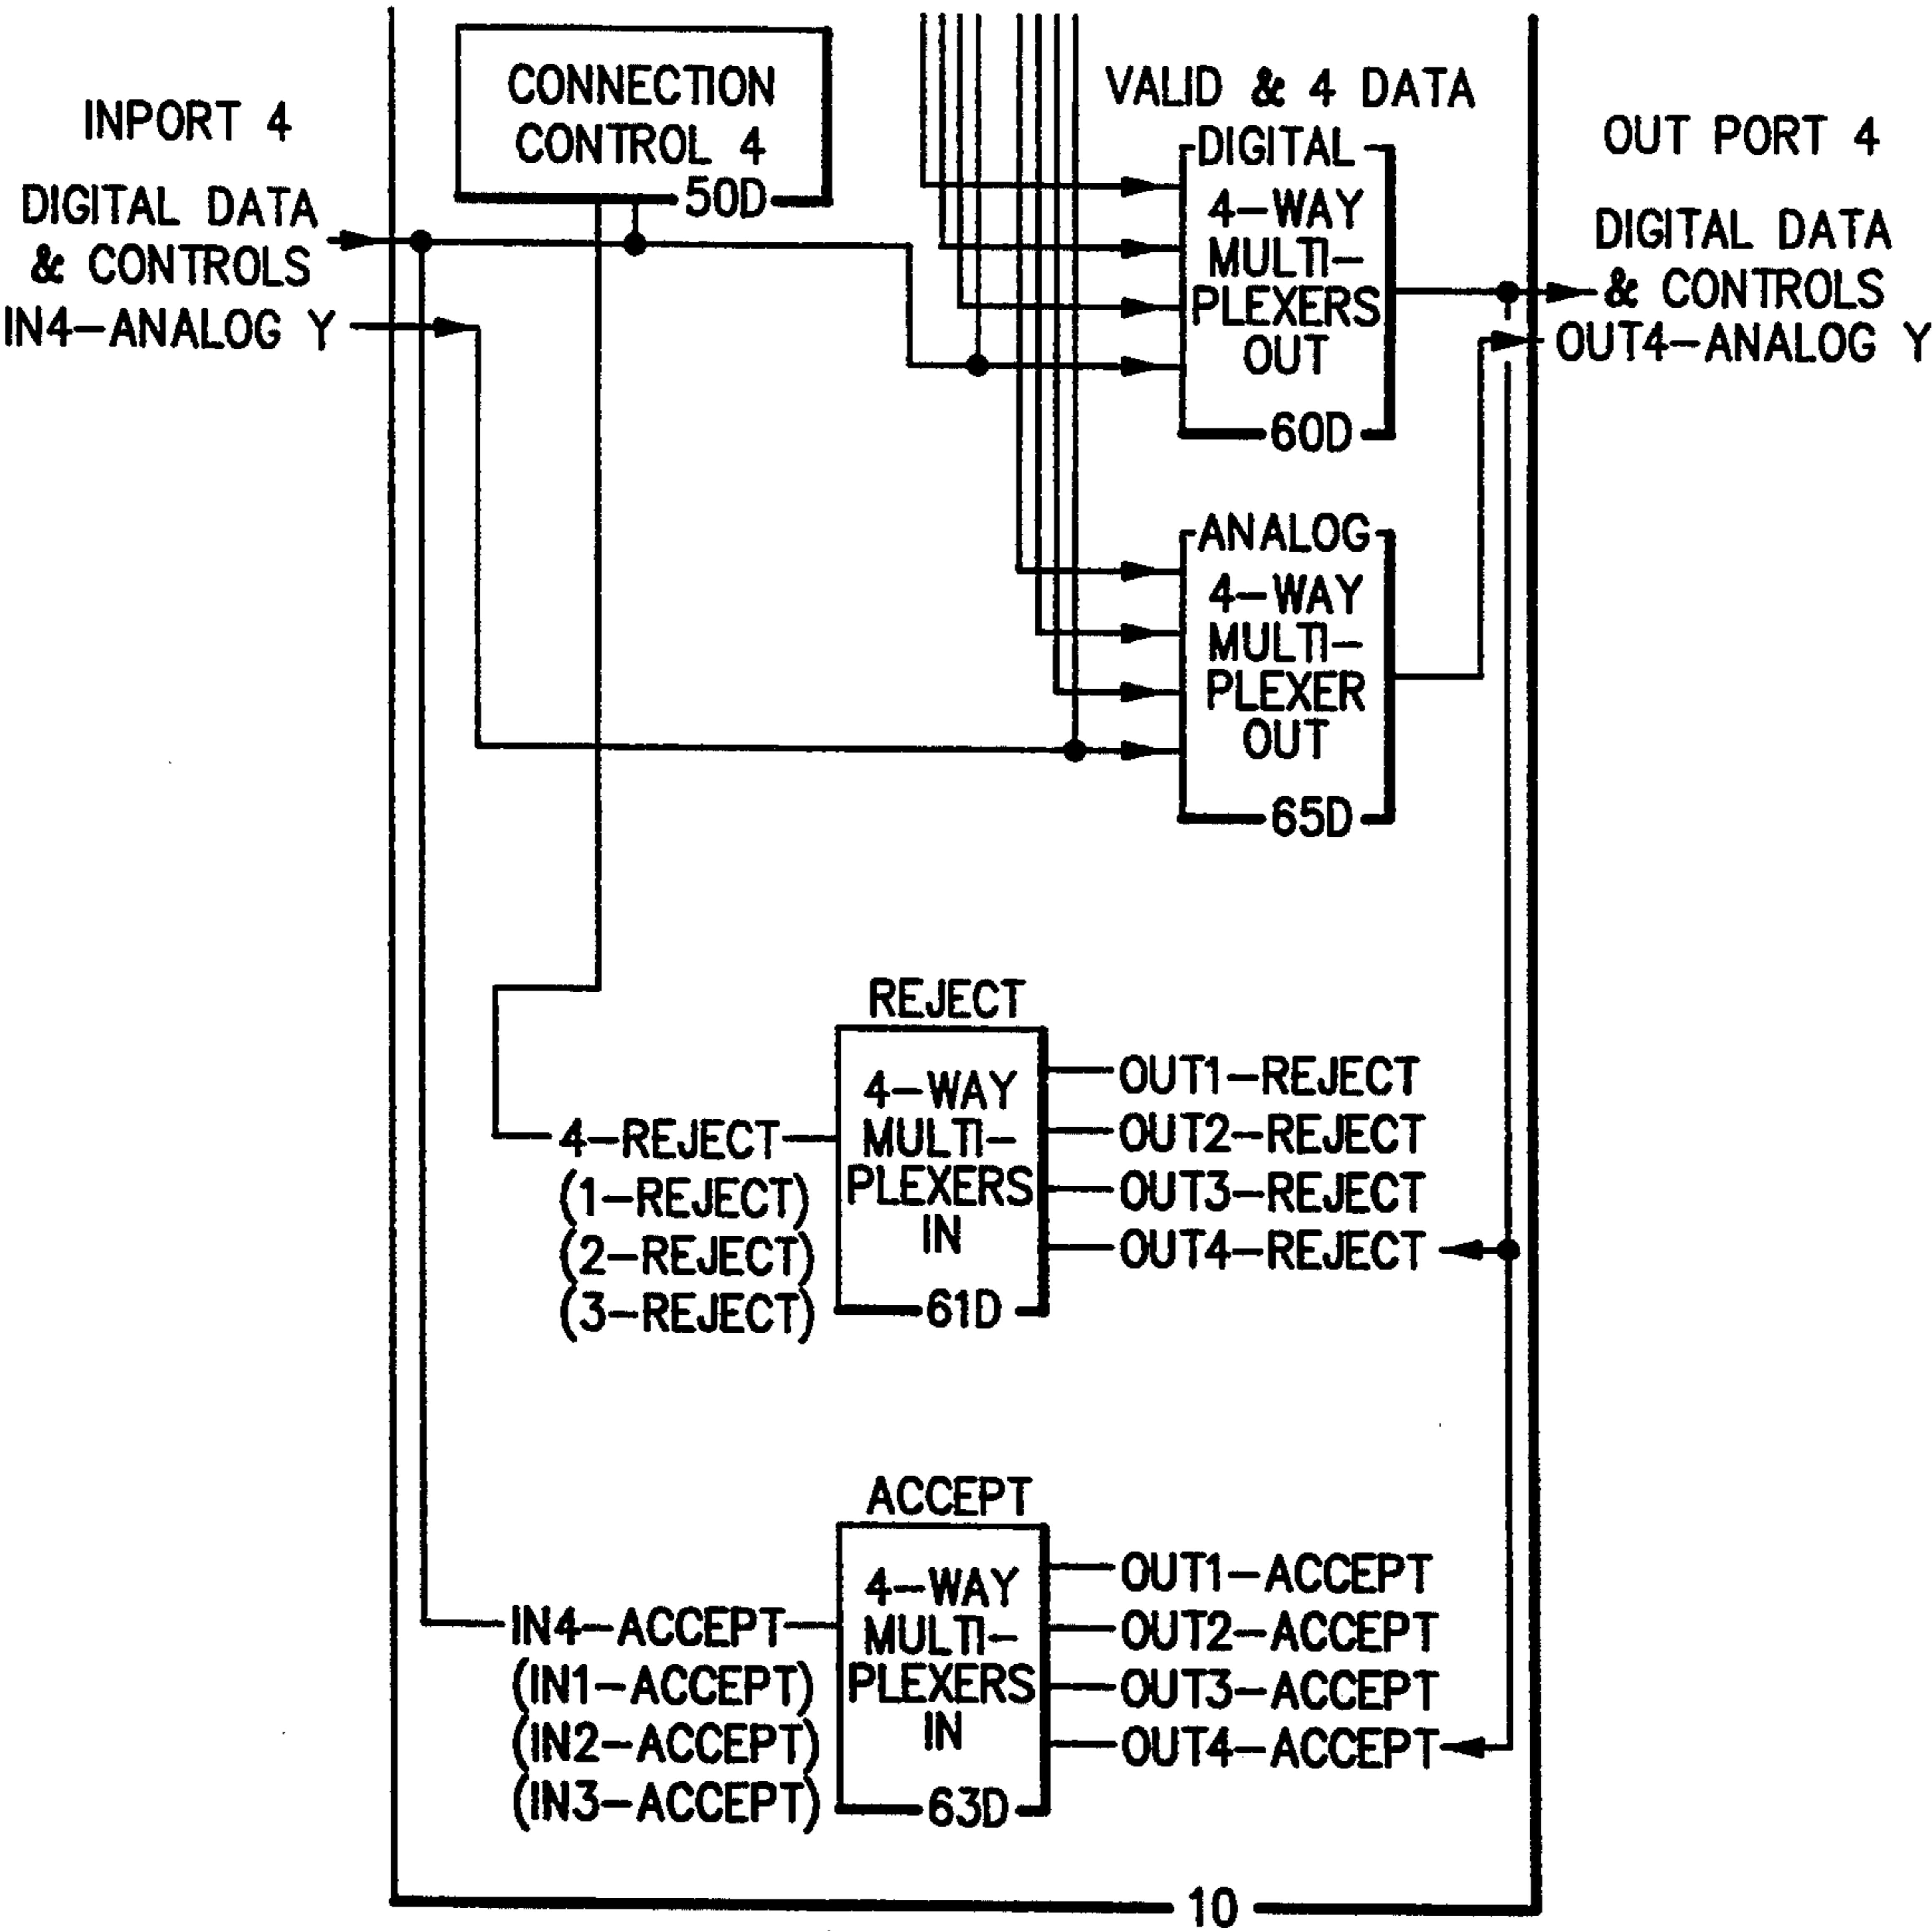 INPORT 4
DIGITAL DATA
& CONTROLS
IN4-ANALOG Y
CONNECTION
CONTROL 4
50D
VALID & 4 DATA
DIGITAL
4-WAY
MULTI-
PLEXERS
OUT
60D
OUT PORT 4
DIGITAL DATA
& CONTROLS
OUT4-ANALOG Y
ANALOG
4-WAY
MULTI-
PLEXER
OUT
65D
REJECT
4-WAY
MULTI-
PLEXERS
IN
61D
4-REJECT
(1-REJECT)
(2-REJECT)
(3-REJECT)
OUT1-REJECT
OUT2-REJECT
OUT3-REJECT
OUT4-REJECT
ACCEPT
4-WAY
MULTI-
PLEXERS
IN
63D
IN4-ACCEPT
(IN1-ACCEPT)
(IN2-ACCEPT)
(IN3-ACCEPT)
OUT1-ACCEPT
OUT2-ACCEPT
OUT3-ACCEPT
OUT4-ACCEPT
10